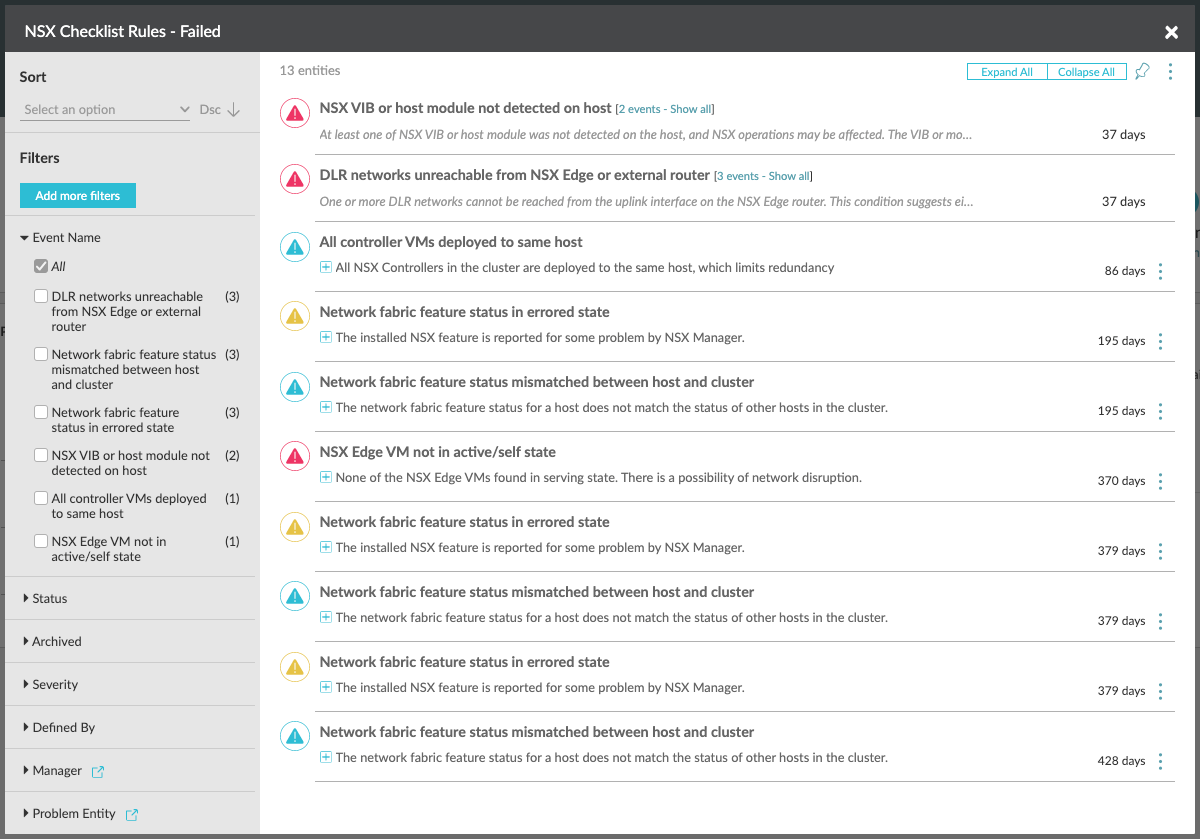 NSX Checklist Rules - Failed
Sort
Select an option
Dsc
Filters
Add more filters
Event Name
All
DLR networks unreachable (3)
from NSX Edge or external
router
Network fabric feature status (3)
mismatched between host
and cluster
Network fabric feature (3)
status in errored state
NSX VIB or host module not (2)
detected on host
All controller VMs deployed (1)
to same host
NSX Edge VM not in (1)
active/self state
Status
Archived
Severity
Defined By
Manager
Problem Entity
13 entities
Expand All
Collapse All
NSX VIB or host module not detected on host [2 events - Show all]
At least one of NSX VIB or host module was not detected on the host, and NSX operations may be affected. The VIB or mo...
37 days
DLR networks unreachable from NSX Edge or external router [3 events - Show all]
One or more DLR networks cannot be reached from the uplink interface on the NSX Edge router. This condition suggests ei...
37 days
All controller VMs deployed to same host
All NSX Controllers in the cluster are deployed to the same host, which limits redundancy
86 days
Network fabric feature status in errored state
The installed NSX feature is reported for some problem by NSX Manager.
195 days
Network fabric feature status mismatched between host and cluster
The network fabric feature status for a host does not match the status of other hosts in the cluster.
195 days
NSX Edge VM not in active/self state
None of the NSX Edge VMs found in serving state. There is a possibility of network disruption.
370 days
Network fabric feature status in errored state
The installed NSX feature is reported for some problem by NSX Manager.
379 days
Network fabric feature status mismatched between host and cluster
The network fabric feature status for a host does not match the status of other hosts in the cluster.
379 days
Network fabric feature status in errored state
The installed NSX feature is reported for some problem by NSX Manager.
379 days
Network fabric feature status mismatched between host and cluster
The network fabric feature status for a host does not match the status of other hosts in the cluster.
428 days